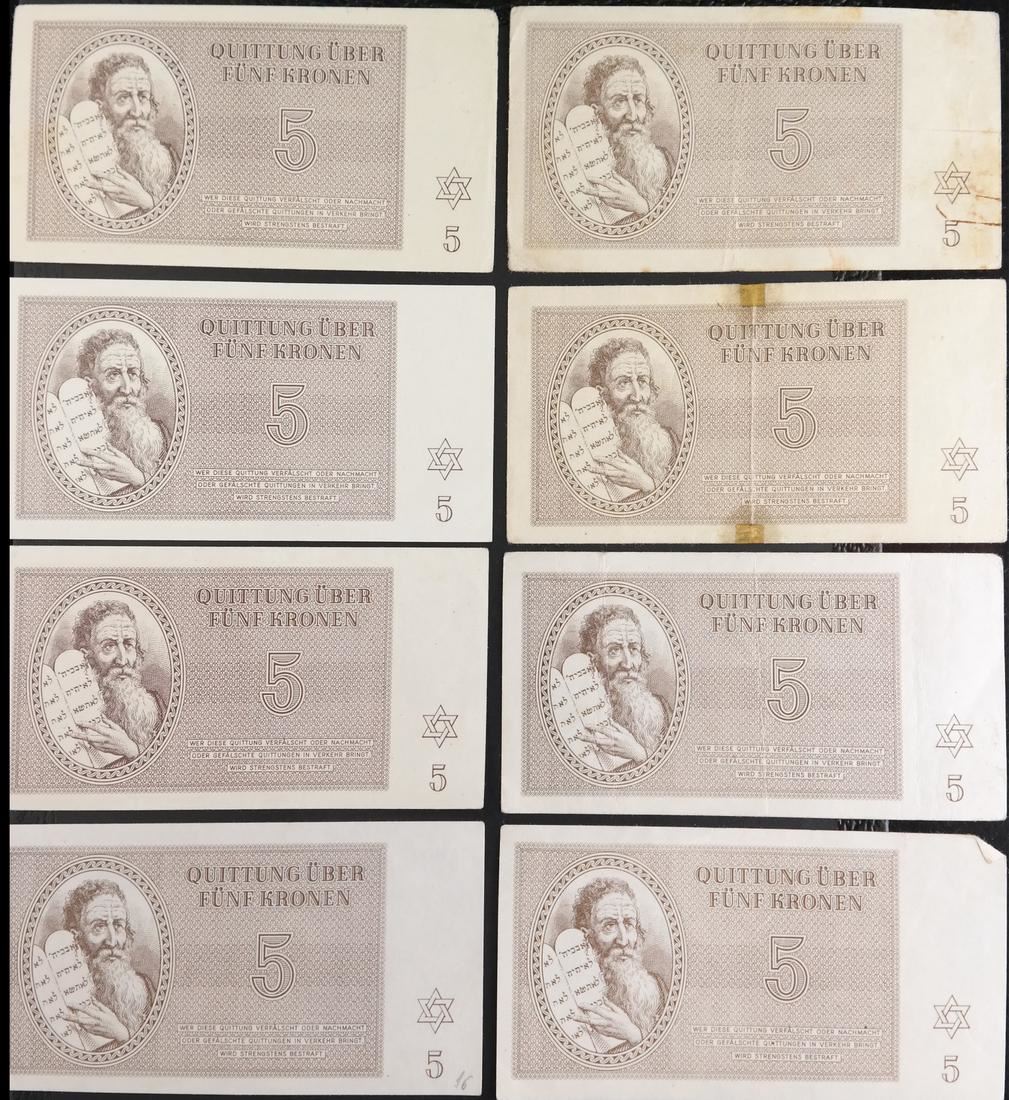 QUITTUNG ÜBER
FÜNF KRONEN
5
WER DIESE QUITTUNG VERFÄLSCHT ODER NACHMACHT
ODER GEFÄLSCHTE QUITTUNGEN IN VERKEHR BRINGT,
WIRD STRENGSTENS BESTRAFT.
5
QUITTUNG ÜBER
FÜNF KRONEN
5
WER DIESE QUITTUNG VERFÄLSCHT ODER NACHMACHT
ODER GEFÄLSCHTE QUITTUNGEN IN VERKEHR BRINGT,
WIRD STRENGSTENS BESTRAFT.
5
QUITTUNG ÜBER
FÜNF KRONEN
5
WER DIESE QUITTUNG VERFÄLSCHT ODER NACHMACHT
ODER GEFÄLSCHTE QUITTUNGEN IN VERKEHR BRINGT,
WIRD STRENGSTENS BESTRAFT.
5
QUITTUNG ÜBER
FÜNF KRONEN
5
WER DIESE QUITTUNG VERFÄLSCHT ODER NACHMACHT
ODER GEFÄLSCHTE QUITTUNGEN IN VERKEHR BRINGT,
WIRD STRENGSTENS BESTRAFT.
5
QUITTUNG ÜBER
FÜNF KRONEN
5
WER DIESE QUITTUNG VERFÄLSCHT ODER NACHMACHT
ODER GEFÄLSCHTE QUITTUNGEN IN VERKEHR BRINGT,
WIRD STRENGSTENS BESTRAFT.
5
QUITTUNG ÜBER
FÜNF KRONEN
5
WER DIESE QUITTUNG VERFÄLSCHT ODER NACHMACHT
ODER GEFÄLSCHTE QUITTUNGEN IN VERKEHR BRINGT,
WIRD STRENGSTENS BESTRAFT.
5
QUITTUNG ÜBER
FÜNF KRONEN
5
WER DIESE QUITTUNG VERFÄLSCHT ODER NACHMACHT
ODER GEFÄLSCHTE QUITTUNGEN IN VERKEHR BRINGT,
WIRD STRENGSTENS BESTRAFT.
5
QUITTUNG ÜBER
FÜNF KRONEN
5
WER DIESE QUITTUNG VERFÄLSCHT ODER NACHMACHT
ODER GEFÄLSCHTE QUITTUNGEN IN VERKEHR BRINGT,
WIRD STRENGSTENS BESTRAFT.
5